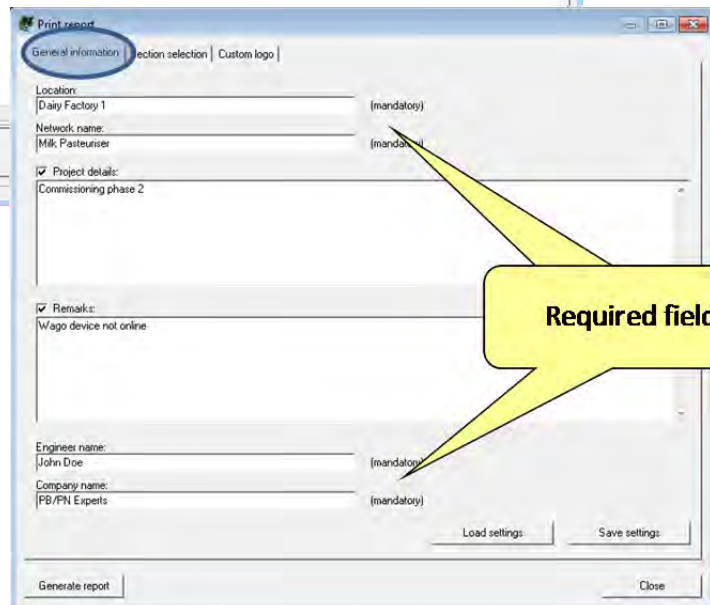 Print report
General information
ection selection
Custom logo
Location:
Dairy Factory 1
(mandatory)
Network name:
Milk Pasteuriser
Project details:
Commissioning phase 2
Remarks:
Wago device not online
Required field
Engineer name:
John Doe
(mandatory)
Company name:
PB/PN Experts
(mandatory)
Load settings
Save settings
Generate report
Close